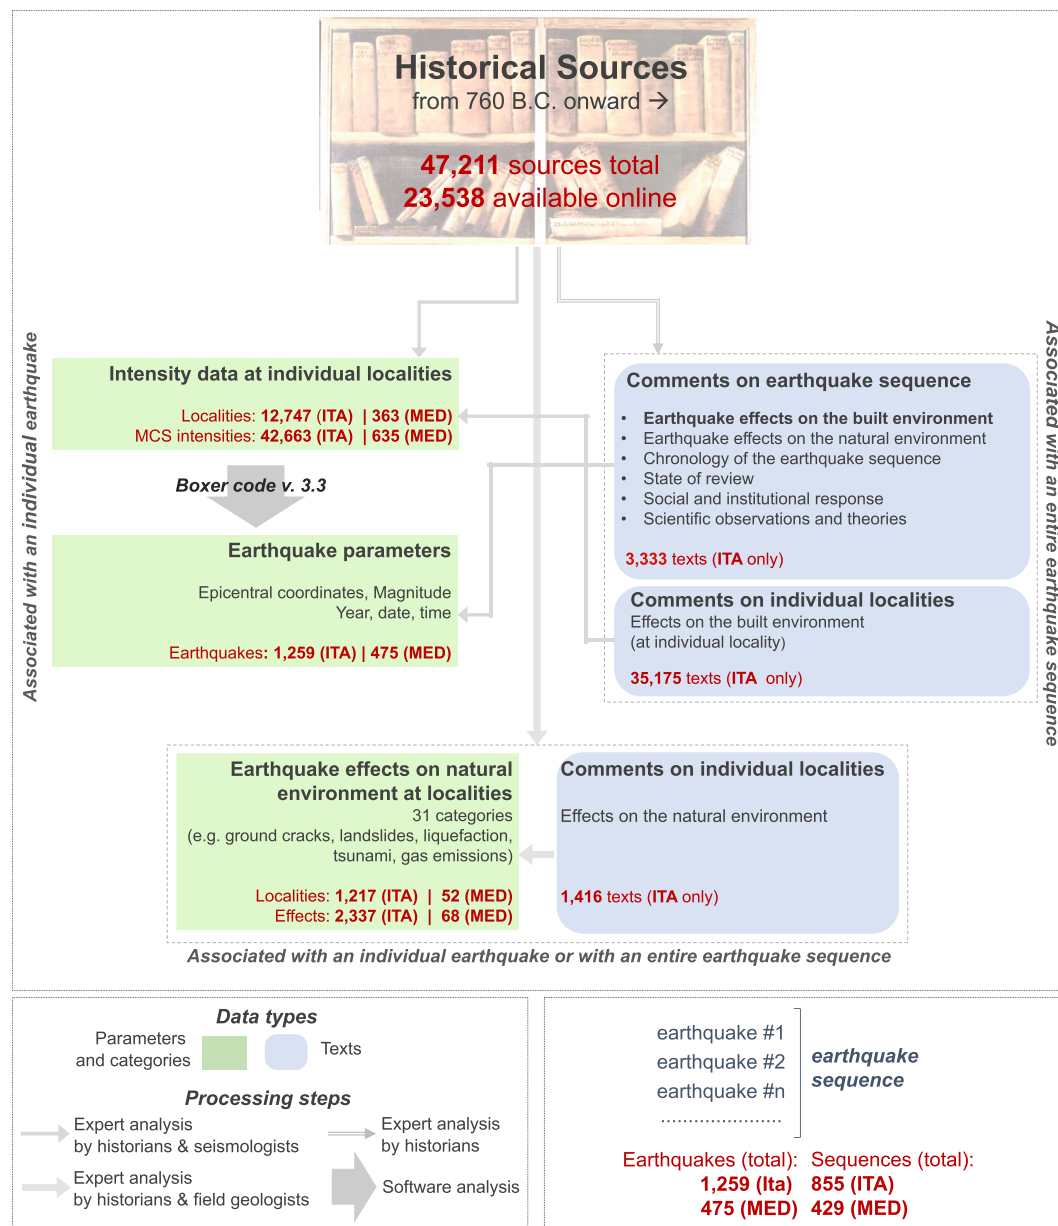 Historical Sources
from 760 B.C. onward →
47,211 sources total
23,538 available online
Associated with an individual earthquake
Intensity data at individual localities
Localities: 12,747 (ITA) | 363 (MED)
MCS intensities: 42,663 (ITA) | 635 (MED)
Boxer code v. 3.3
Earthquake parameters
Epicentral coordinates, Magnitude
Year, date, time
Earthquakes: 1,259 (ITA) | 475 (MED)
Comments on earthquake sequence
• Earthquake effects on the built environment
• Earthquake effects on the natural environment
• Chronology of the earthquake sequence
• State of review
• Social and institutional response
• Scientific observations and theories
3,333 texts (ITA only)
Comments on individual localities
Effects on the built environment
(at individual locality)
35,175 texts (ITA only)
Associated with an entire earthquake sequence
Earthquake effects on natural
environment at localities
31 categories
(e.g. ground cracks, landslides, liquefaction,
tsunami, gas emissions)
Localities: 1,217 (ITA) | 52 (MED)
Effects: 2,337 (ITA) | 68 (MED)
Comments on individual localities
Effects on the natural environment
1,416 texts (ITA only)
Associated with an individual earthquake or with an entire earthquake sequence
Data types
Parameters
and categories
Texts
Processing steps
Expert analysis
by historians & seismologists
Expert analysis
by historians
Expert analysis
by historians & field geologists
Software analysis
earthquake #1
earthquake #2
earthquake #n
......................
earthquake
sequence
Earthquakes (total): Sequences (total):
1,259 (Ita) 855 (ITA)
475 (MED) 429 (MED)